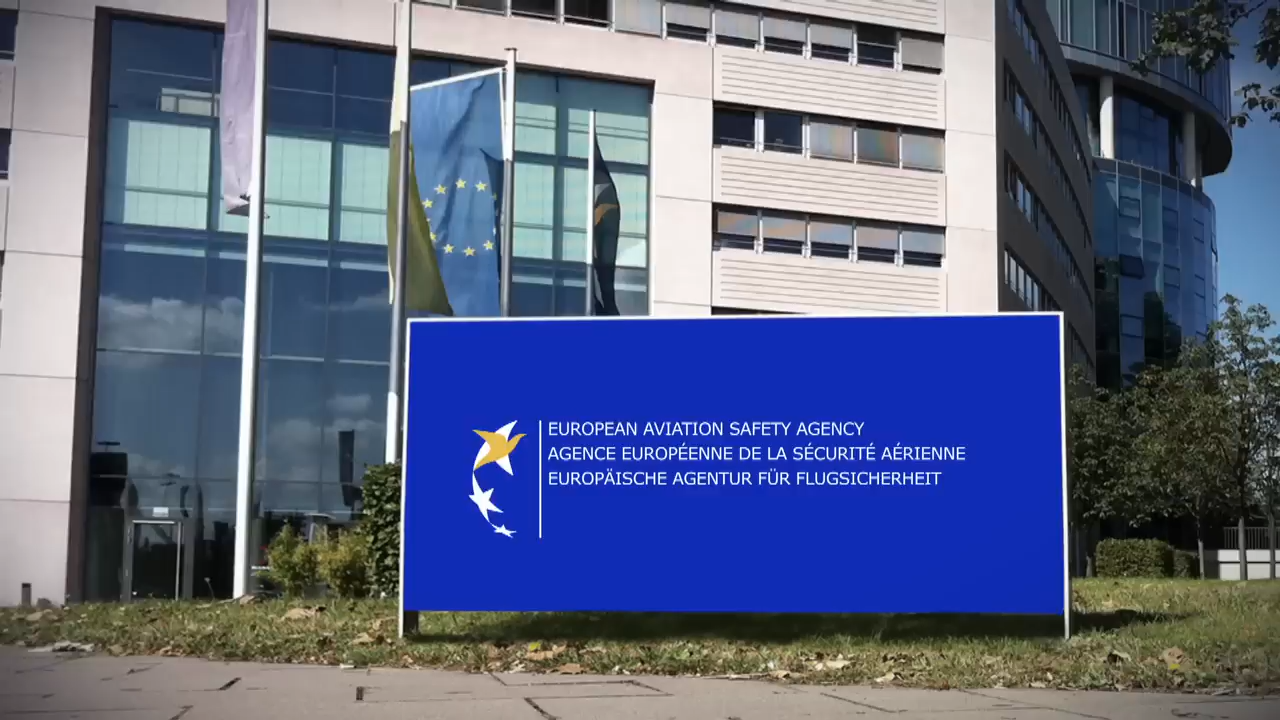 EUROPEAN AVIATION SAFETY AGENCY
AGENCE EUROPÉENNE DE LA SÉCURITÉ AÉRIENNE
EUROPÄISCHE AGENTUR FÜR FLUGSICHERHEIT